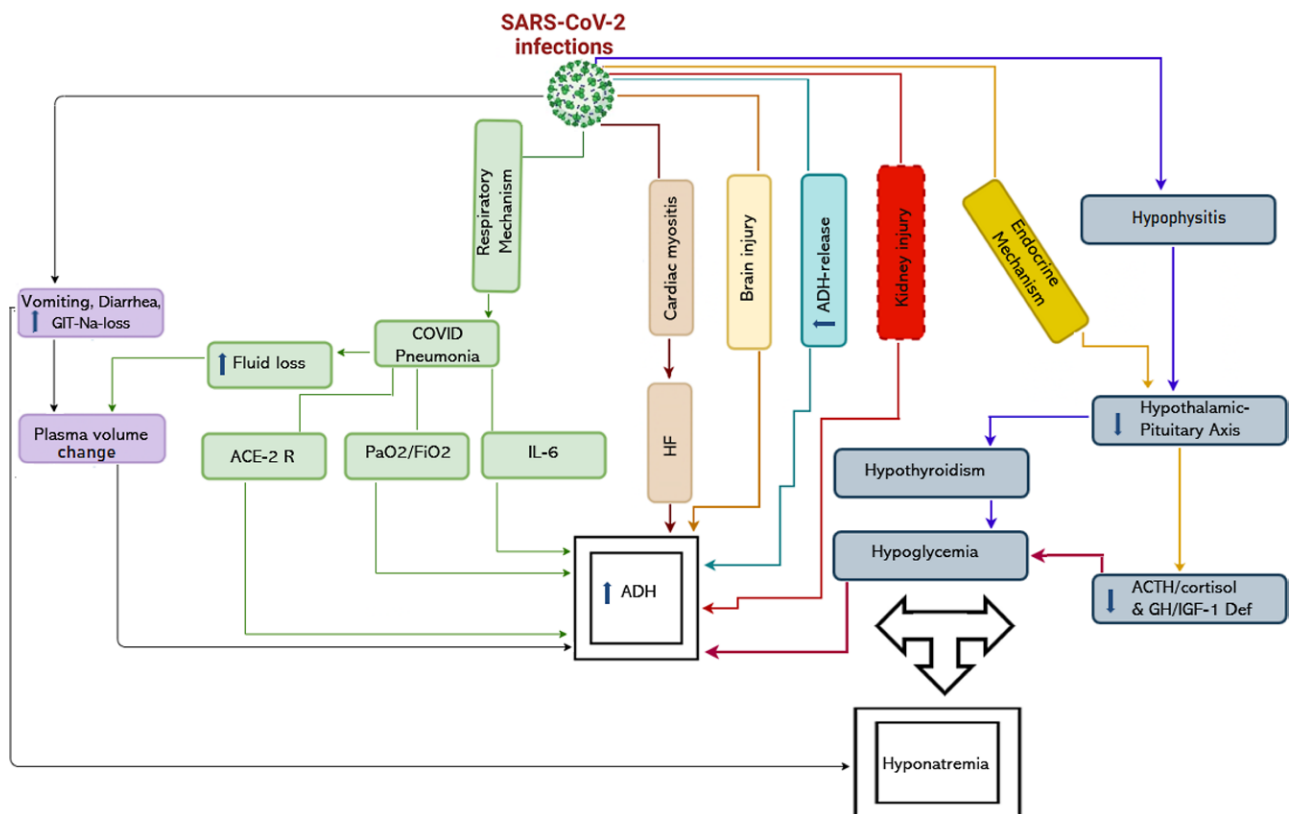 SARS-CoV-2
infections
Respiratory
Mechanism
Cardiac myositis
Brain injury
ADH-release
Kidney injury
Endocrine
Mechanism
Hypophysitis
Vomiting, Diarrhea,
GIT-Na-loss
COVID
Pneumonia
Fluid loss
Plasma volume
change
ACE-2 R
PaO2/FiO2
IL-6
HF
Hypothalamic-
Pituitary Axis
Hypothyroidism
Hypoglycemia
ACTH/cortisol
& GH/IGF-1 Def
ADH
Hyponatremia